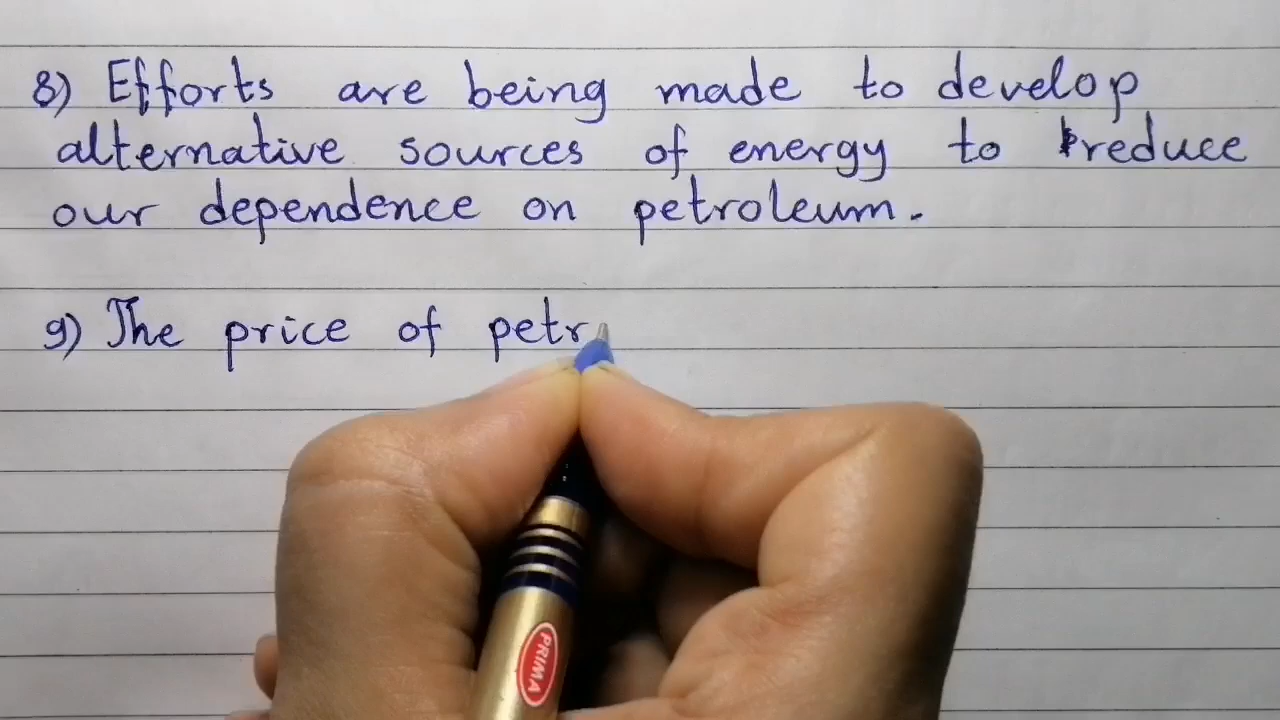 8) Efforts are being made to develop
alternative sources of energy to reduce
our dependence on petroleum.
9) The price of petr
PRIMA